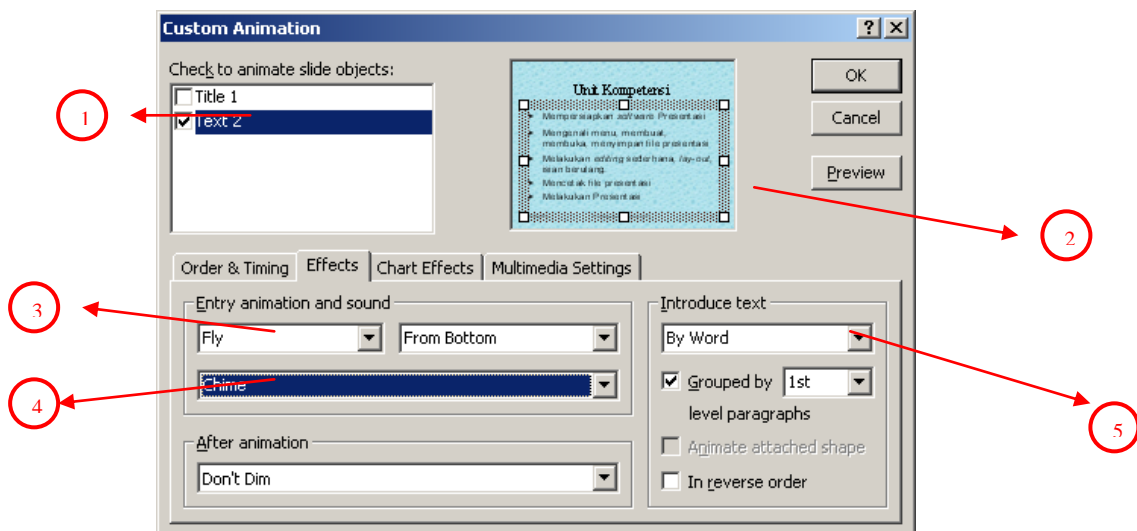 Custom Animation
Check to animate slide objects:
Title 1
Text 2
1
Unit Kompetensi
Mempersiapkan software Presentasi
Mengenali menu, membuat,
membuka, menyimpan file presentasi
Melakukan editing sederhana, lay-out,
isian berulang.
Mencetak file presentasi
Melakukan Presentasi
OK
Cancel
Preview
2
Order & Timing
Effects
Chart Effects
Multimedia Settings
Entry animation and sound
3
Fly
From Bottom
4
Chime
After animation
Don't Dim
Introduce text
By Word
Grouped by 1st
level paragraphs
5
Animate attached shape
In reverse order